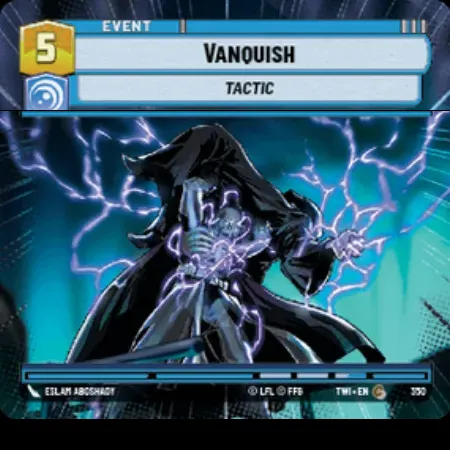 EVENT
5
VANQUISH
TACTIC
ESLAM ABOSHADY
© LFL © FFG
TWI • EN
350